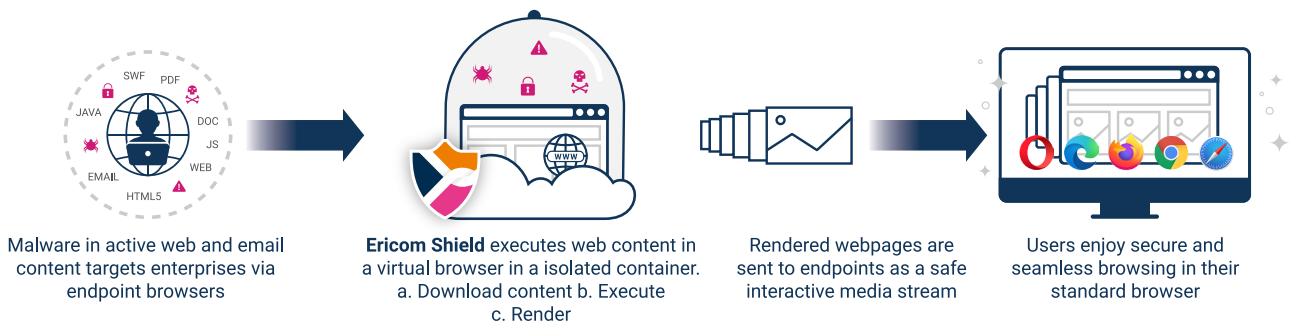 SWF
PDF
JAVA
DOC
JS
WEB
EMAIL
HTML5
Malware in active web and email
content targets enterprises via
endpoint browsers
www
Ericom Shield executes web content in
a virtual browser in a isolated container.
a. Download content b. Execute
c. Render
Rendered webpages are
sent to endpoints as a safe
interactive media stream
Users enjoy secure and
seamless browsing in their
standard browser